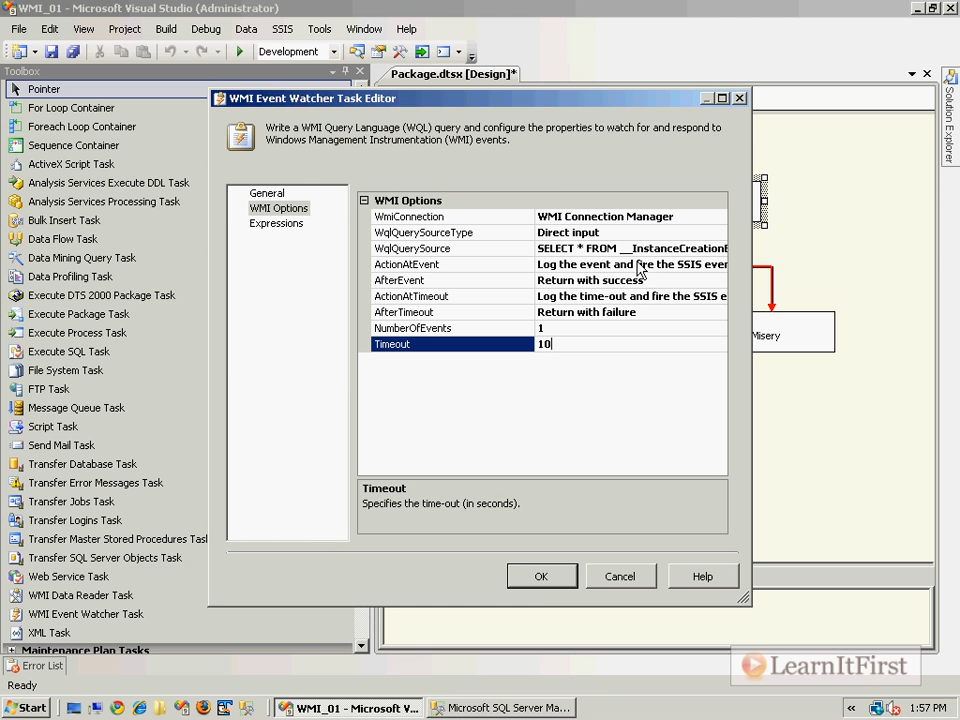 WMI_01 - Microsoft Visual Studio (Administrator)
File Edit View Project Build Debug Data SSIS Tools Window Help
Development
Toolbox
Pointer
For Loop Container
Foreach Loop Container
Sequence Container
ActiveX Script Task
Analysis Services Execute DDL Task
Analysis Services Processing Task
Bulk Insert Task
Data Flow Task
Data Mining Query Task
Data Profiling Task
Execute DTS 2000 Package Task
Execute Package Task
Execute Process Task
Execute SQL Task
File System Task
FTP Task
Message Queue Task
Script Task
Send Mail Task
Transfer Database Task
Transfer Error Messages Task
Transfer Jobs Task
Transfer Logins Task
Transfer Master Stored Procedures Tas
Transfer SQL Server Objects Task
Web Service Task
WMI Data Reader Task
WMI Event Watcher Task
XML Task
Maintenance Plan Tasks
Error List
Ready
Package.dtsx [Design]*
Solution Explorer
Misery
WMI Event Watcher Task Editor
Write a WMI Query Language (WQL) query and configure the properties to watch for and respond to
Windows Management Instrumentation (WMI) events.
General
WMI Options
Expressions
WMI Options
WmiConnection WMI Connection Manager
WqlQuerySourceType Direct input
WqlQuerySource SELECT * FROM __InstanceCreationE
ActionAtEvent Log the event and fire the SSIS ever
AfterEvent Return with success
ActionAtTimeout Log the time-out and fire the SSIS e
AfterTimeout Return with failure
NumberOfEvents 1
Timeout 10
Timeout
Specifies the time-out (in seconds).
OK Cancel Help
LearnItFirst
Start
WMI_01 - Microsoft V...
Microsoft SQL Server Ma...
1:57 PM